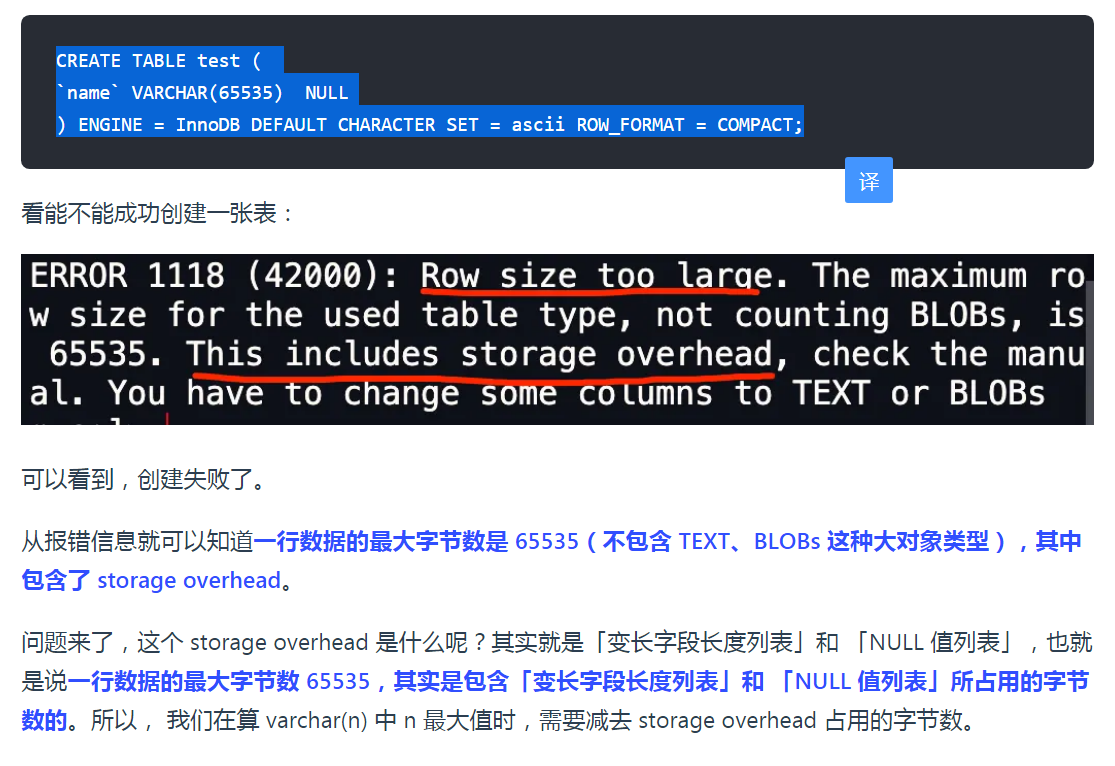 CREATE TABLE test (
`name` VARCHAR(65535)  NULL
) ENGINE = InnoDB DEFAULT CHARACTER SET = ascii ROW_FORMAT = COMPACT;
译
看能不能成功创建一张表：
ERROR 1118 (42000): Row size too large. The maximum ro
w size for the used table type, not counting BLOBs, is
 65535. This includes storage overhead, check the manu
al. You have to change some columns to TEXT or BLOBs
可以看到，创建失败了。
从报错信息就可以知道一行数据的最大字节数是 65535（不包含 TEXT、BLOBs 这种大对象类型），其中
包含了 storage overhead。
问题来了，这个 storage overhead 是什么呢？其实就是「变长字段长度列表」和 「NULL 值列表」，也就
是说一行数据的最大字节数 65535，其实是包含「变长字段长度列表」和 「NULL 值列表」所占用的字节
数的。所以， 我们在算 varchar(n) 中 n 最大值时，需要减去 storage overhead 占用的字节数。